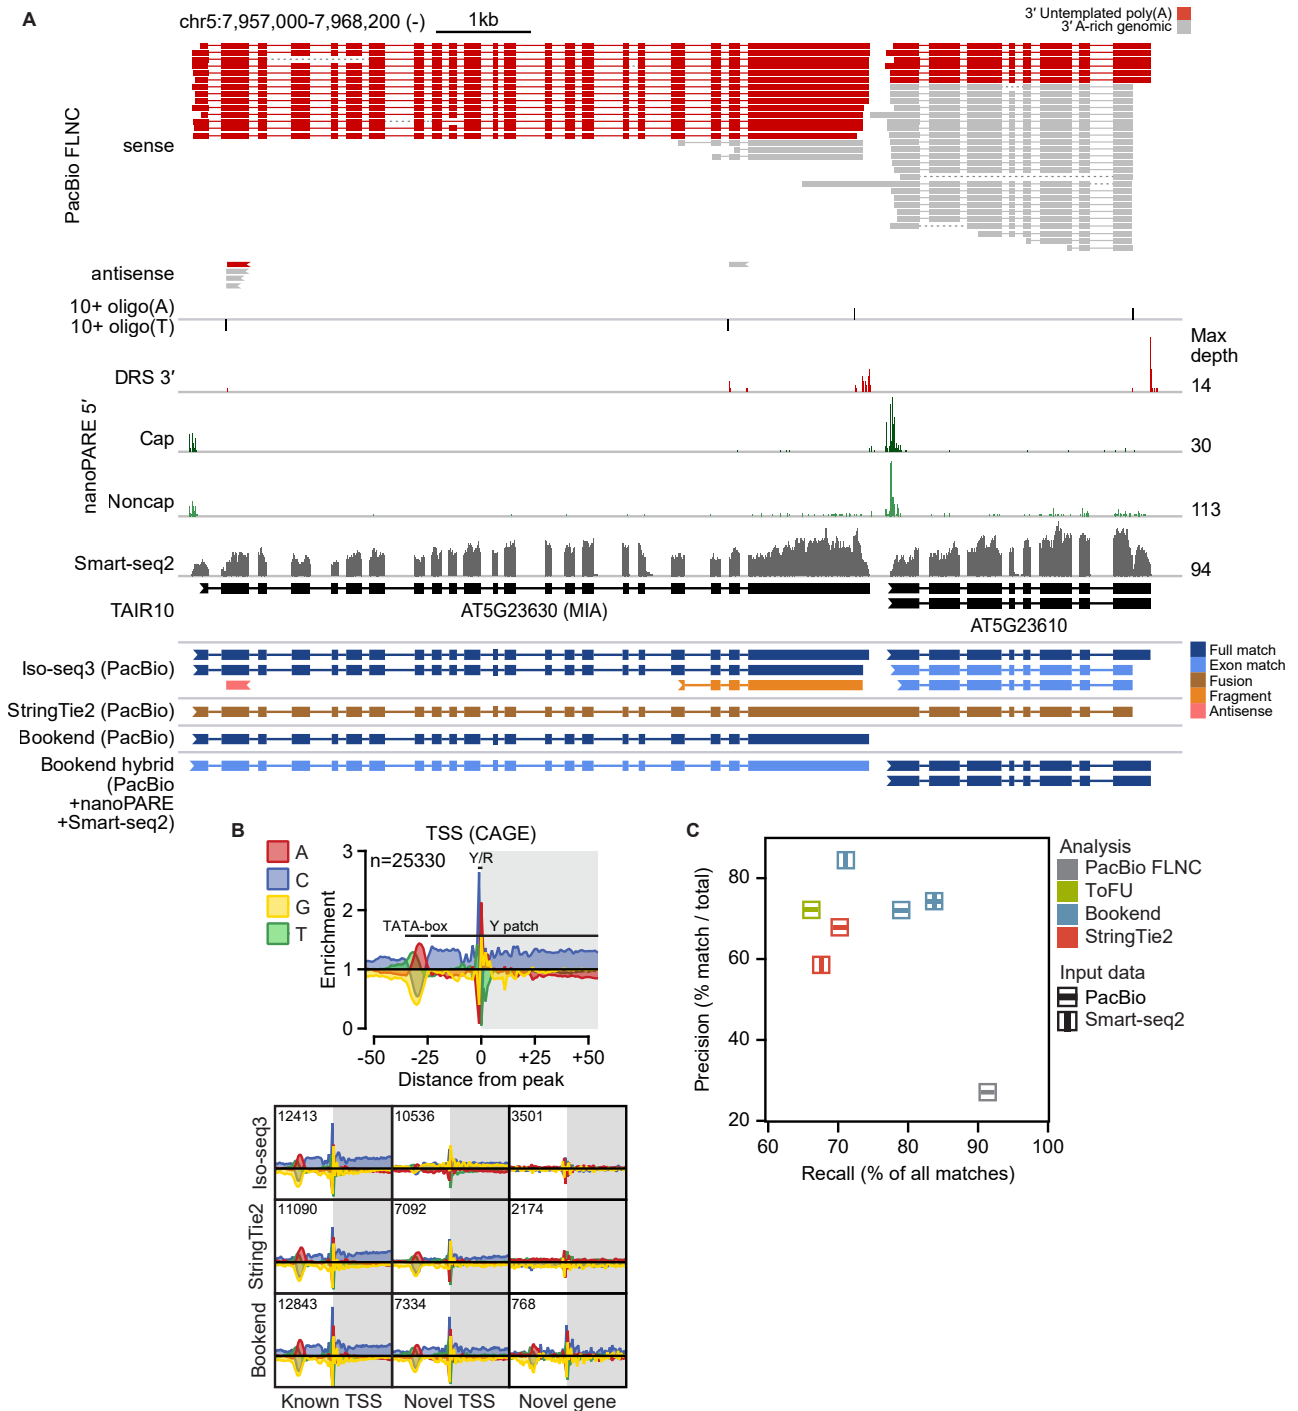 A
chr5:7,957,000-7,968,200 (-)
1kb
3′ Untemplated poly(A)
3′ A-rich genomic
PacBio FLNC
sense
antisense
10+ oligo(A)
10+ oligo(T)
Max
depth
DRS 3′
14
nanoPARE 5′
Cap
30
Noncap
113
Smart-seq2
94
TAIR10
AT5G23630 (MIA)
AT5G23610
Iso-seq3 (PacBio)
Full match
Exon match
Fusion
Fragment
Antisense
StringTie2 (PacBio)
Bookend (PacBio)
Bookend hybrid
(PacBio
+nanoPARE
+Smart-seq2)
B
TSS (CAGE)
A
C
G
T
n=25330
Y/R
TATA-box
Y patch
Enrichment
3
2
1
0
-50
-25
0
+25
+50
Distance from peak
Iso-seq3
12413
10536
3501
StringTie2
11090
7092
2174
Bookend
12843
7334
768
Known TSS
Novel TSS
Novel gene
C
Precision (% match / total)
80
60
40
20
60
70
80
90
100
Recall (% of all matches)
Analysis
PacBio FLNC
ToFU
Bookend
StringTie2
Input data
PacBio
Smart-seq2